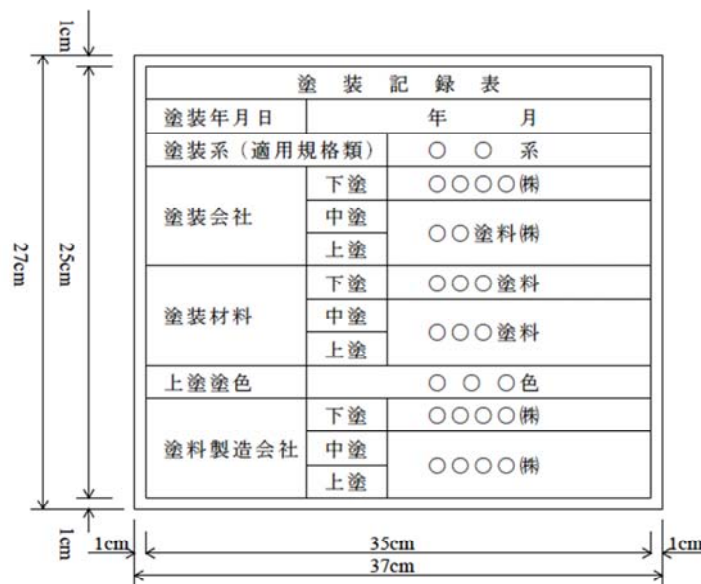 1cm
27cm
25cm
1cm
塗装記録表
塗装年月日 年 月
塗装系（適用規格類） ○ ○ 系
塗装会社
下塗 ○○○○㈱
中塗
上塗
○○塗料㈱
塗装材料
下塗 ○○○塗料
中塗
上塗
○○○塗料
上塗塗色 ○ ○ ○色
塗料製造会社
下塗 ○○○○㈱
中塗
上塗
○○○○㈱
1cm 35cm 1cm
37cm